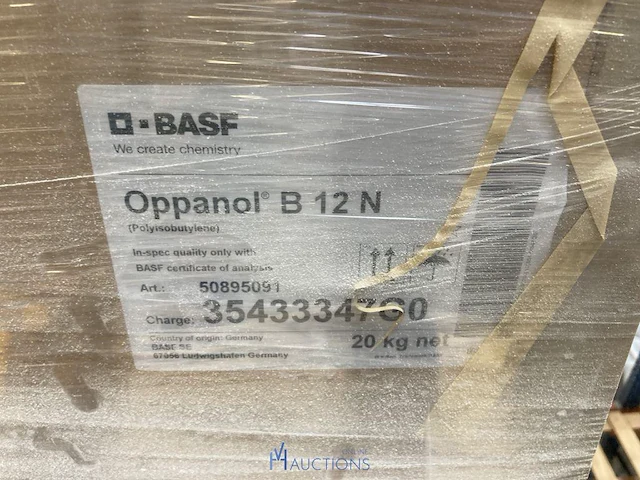 BASF
We create chemistry
Oppanol® B 12 N
(Polyisobutylene)
In-spec quality only with
BASF certificate of analysis
Art.: 50895091
Charge: 35433347G0
Country of origin: Germany
BASF SE
67056 Ludwigshafen Germany
20 kg net
AUCTIONS